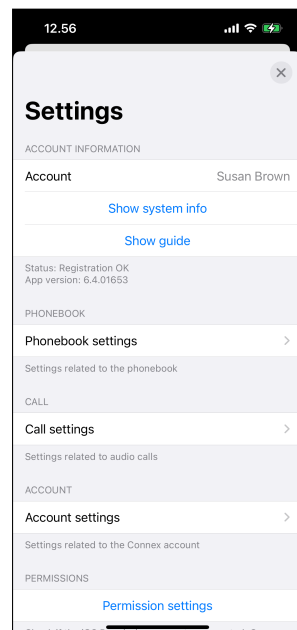 12.56
Settings
ACCOUNT INFORMATION
Account Susan Brown
Show system info
Show guide
Status: Registration OK
App version: 6.4.01653
PHONEBOOK
Phonebook settings
Settings related to the phonebook
CALL
Call settings
Settings related to audio calls
ACCOUNT
Account settings
Settings related to the Connex account
PERMISSIONS
Permission settings